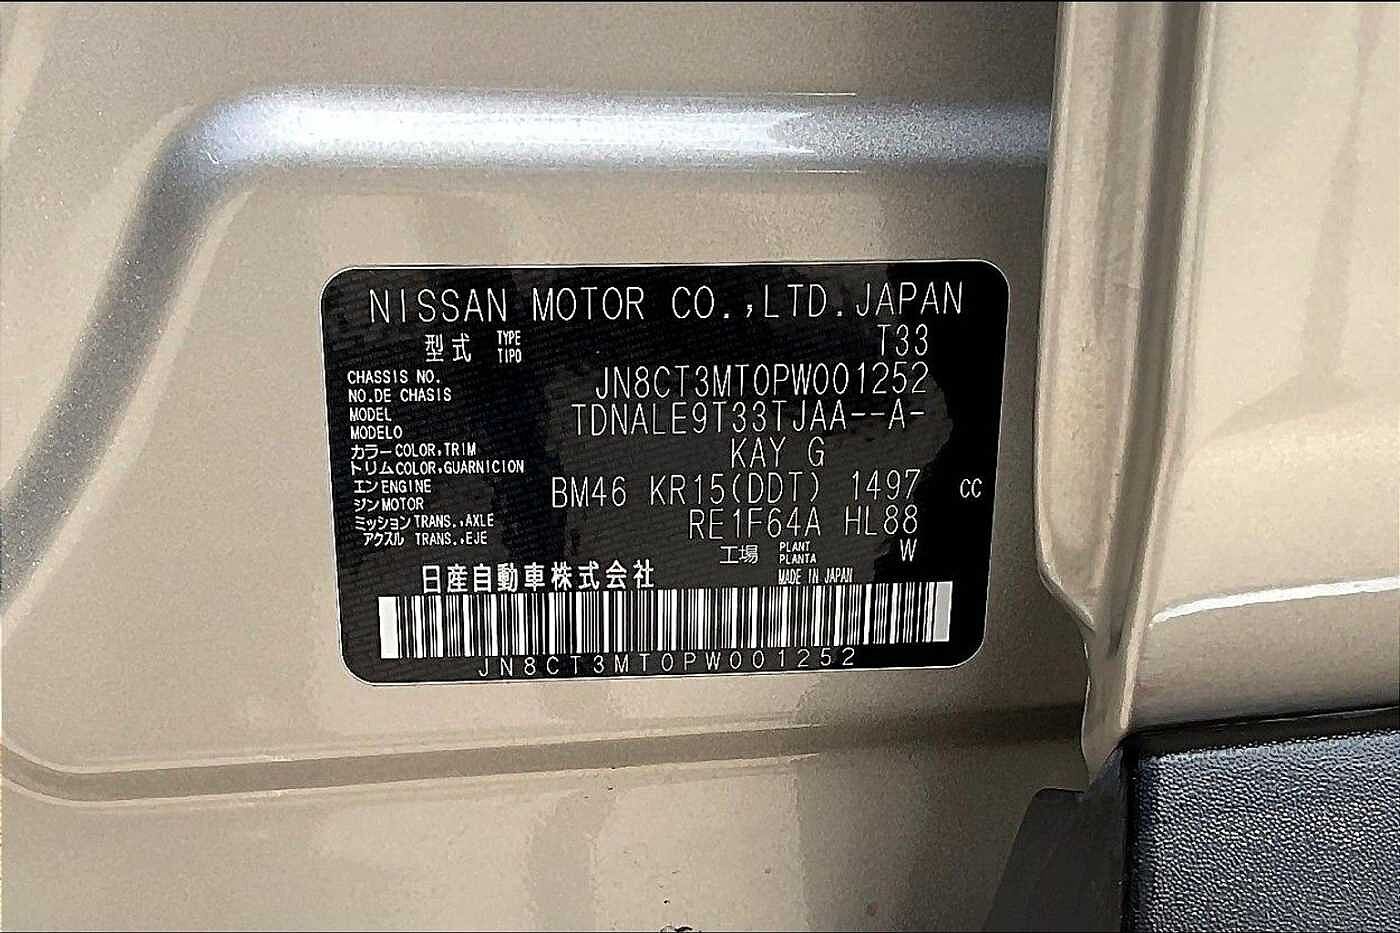 NISSAN MOTOR CO.,LTD.JAPAN
型式 TYPE TIPO T33
CHASSIS NO.
NO.DE CHASIS JN8CT3MT0PW001252
MODEL
MODELO TDNALE9T33TJAA--A-
カラー COLOR,TRIM
トリム COLOR,GUARNICION KAY G
エン ENGINE
ジン MOTOR BM46 KR15(DDT) 1497 CC
ミッション TRANS.,AXLE
アクスル TRANS.,EJE RE1F64A HL88
工場 PLANT PLANTA W
日産自動車株式会社 MADE IN JAPAN
JN8CT3MT0PW001252